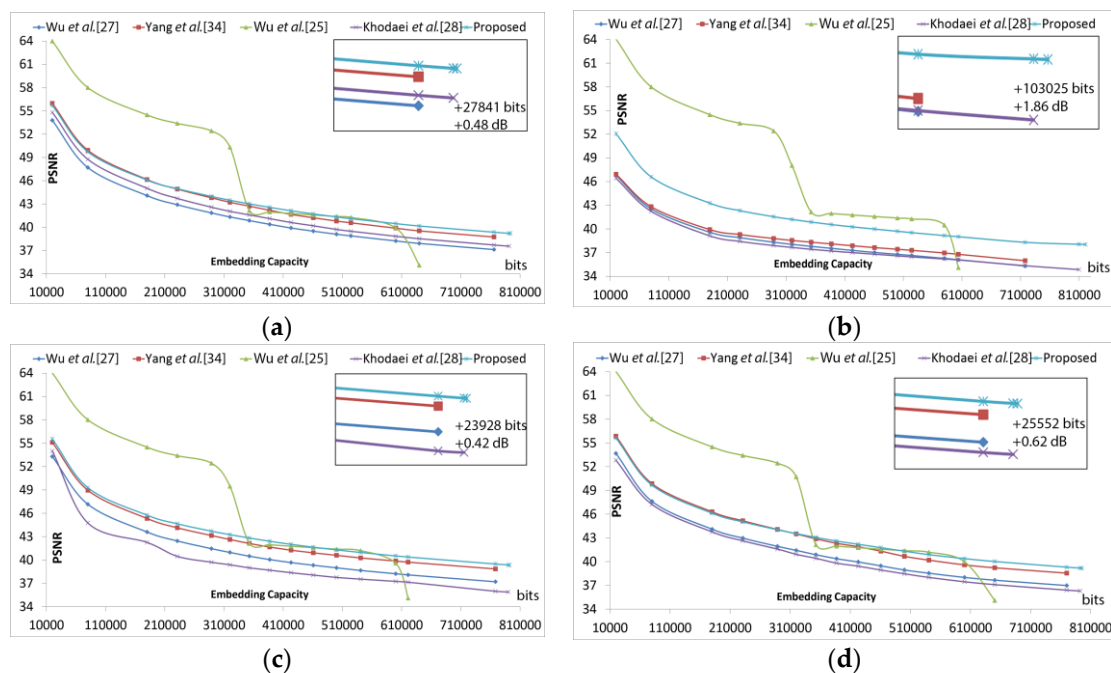 Wu et al.[27] Yang et al.[34] Wu et al.[25] Khodaei et al.[28] Proposed
64
61
58
55
52
49
46
43
40
37
34
PSNR
+27841 bits
+0.48 dB
Embedding Capacity
bits
10000 110000 210000 310000 410000 510000 610000 710000 810000
(a)
Wu et al.[27] Yang et al.[34] Wu et al.[25] Khodaei et al.[28] Proposed
64
61
58
55
52
49
46
43
40
37
34
PSNR
+103025 bits
+1.86 dB
Embedding Capacity
bits
10000 110000 210000 310000 410000 510000 610000 710000 810000
(b)
Wu et al.[27] Yang et al.[34] Wu et al.[25] Khodaei et al.[28] Proposed
64
61
58
55
52
49
46
43
40
37
34
PSNR
+23928 bits
+0.42 dB
Embedding Capacity
bits
10000 110000 210000 310000 410000 510000 610000 710000 810000
(c)
Wu et al.[27] Yang et al.[34] Wu et al.[25] Khodaei et al.[28] Proposed
64
61
58
55
52
49
46
43
40
37
34
PSNR
+25552 bits
+0.62 dB
Embedding Capacity
bits
10000 110000 210000 310000 410000 510000 610000 710000 810000
(d)